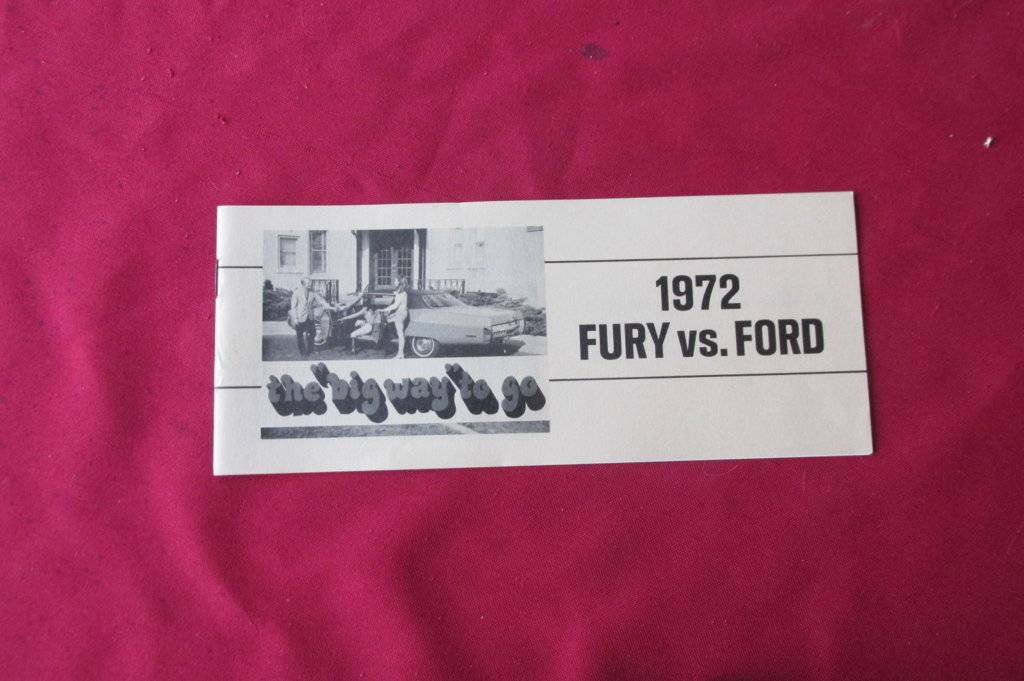 the "big way" to go
1972
FURY vs. FORD